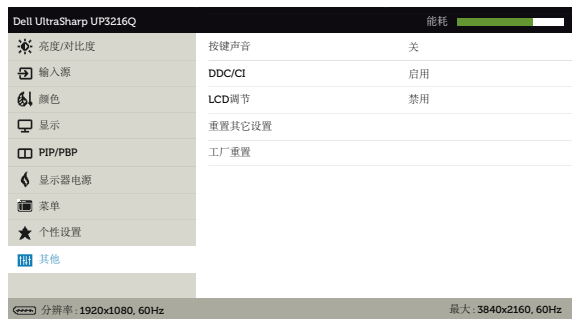 Dell UltraSharp UP3216Q 能耗
亮度/对比度 按键声音 关
输入源 DDC/CI 启用
颜色 LCD调节 禁用
显示 重置其它设置
PIP/PBP 工厂重置
显示器电源
菜单
个性设置
其他
分辨率:1920x1080, 60Hz 最大:3840x2160, 60Hz